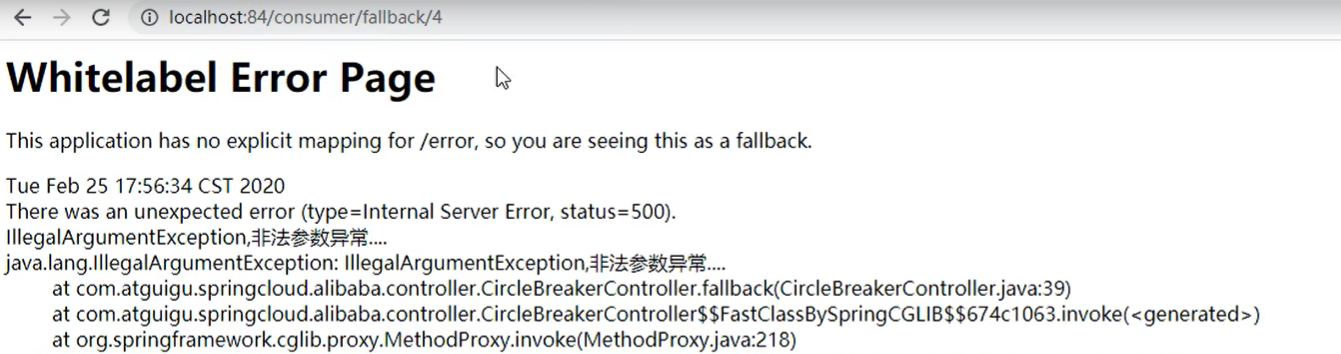 localhost:84/consumer/fallback/4
Whitelabel Error Page
This application has no explicit mapping for /error, so you are seeing this as a fallback.
Tue Feb 25 17:56:34 CST 2020
There was an unexpected error (type=Internal Server Error, status=500).
IllegalArgumentException,非法参数异常....
java.lang.IllegalArgumentException: IllegalArgumentException,非法参数异常....
at com.atguigu.springcloud.alibaba.controller.CircleBreakerController.fallback(CircleBreakerController.java:39)
at com.atguigu.springcloud.alibaba.controller.CircleBreakerController$$FastClassBySpringCGLIB$$674c1063.invoke(<generated>)
at org.springframework.cglib.proxy.MethodProxy.invoke(MethodProxy.java:218)